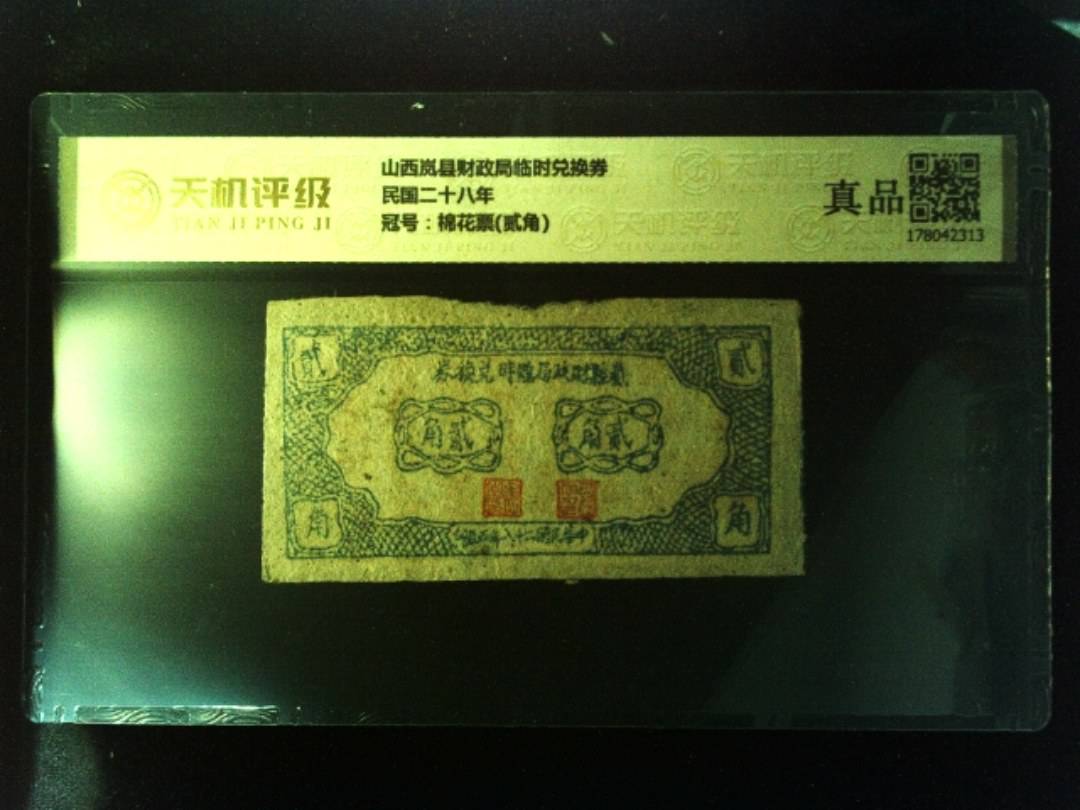 天机评级
TIAN JI PING JI
山西岚县财政局临时兑换券
民国二十八年
冠号：棉花票(贰角)
真品
178042313
貳
貳
券換兌時臨局政財縣嵐
角貳
角貳
角
角